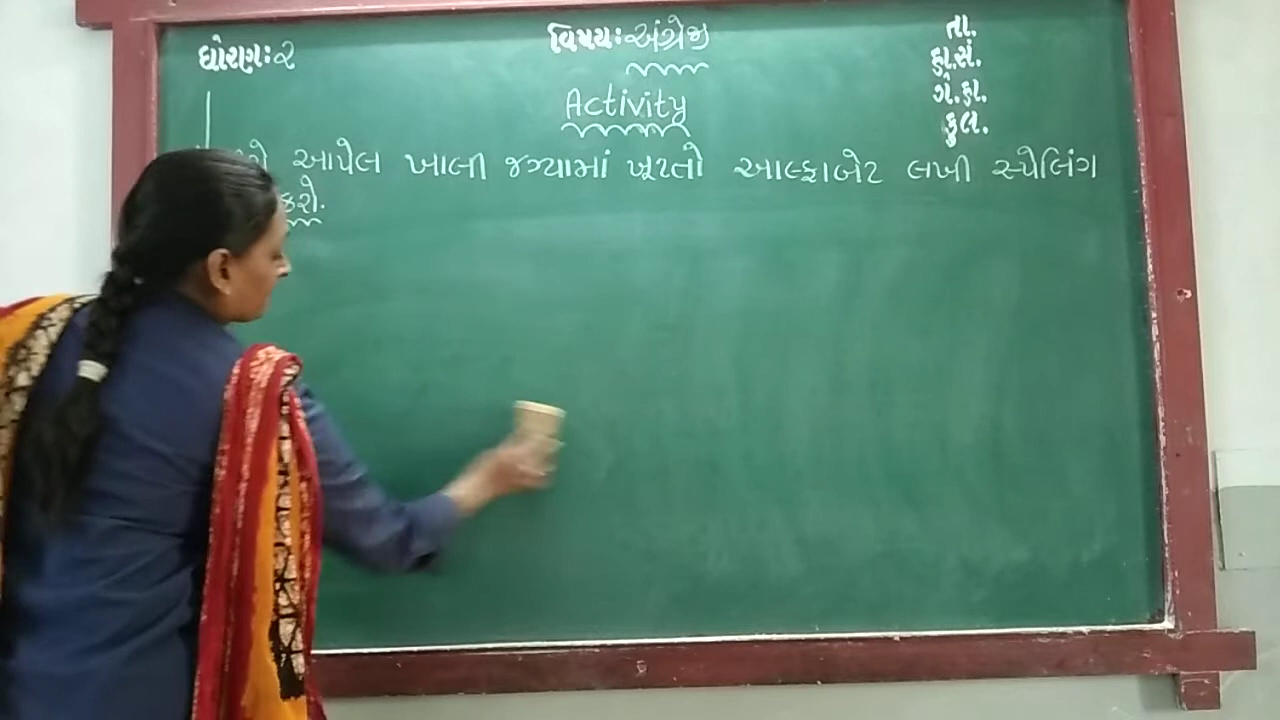 ધોરણઃ૨
વિષયઃ અંગ્રેજી
તા.
હા.સં.
ગે.હા.
કુલ.
Activity
આપેલ ખાલી જગ્યામાં ખૂટતો આલ્ફાબેટ લખી સ્પેલિંગ
કરો.